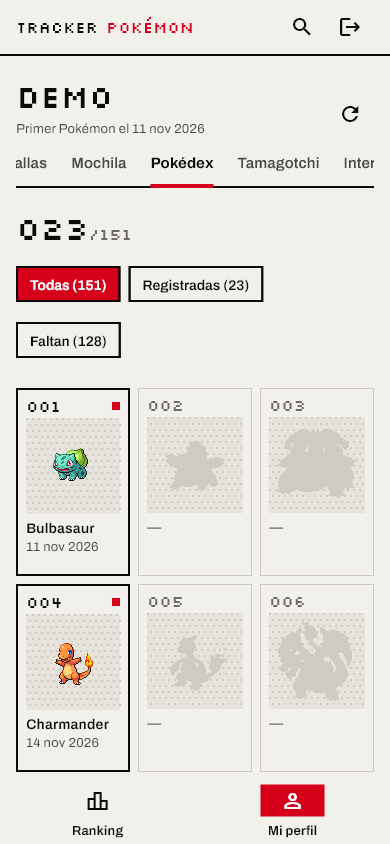 TRACKER POKÉMON
DEMO
Primer Pokémon el 11 nov 2026
allas Mochila Pokédex Tamagotchi Inter
023/151
Todas (151) Registradas (23)
Faltan (128)
001 002 003
Bulbasaur — —
11 nov 2026
004 005 006
Charmander — —
14 nov 2026
Ranking Mi perfil